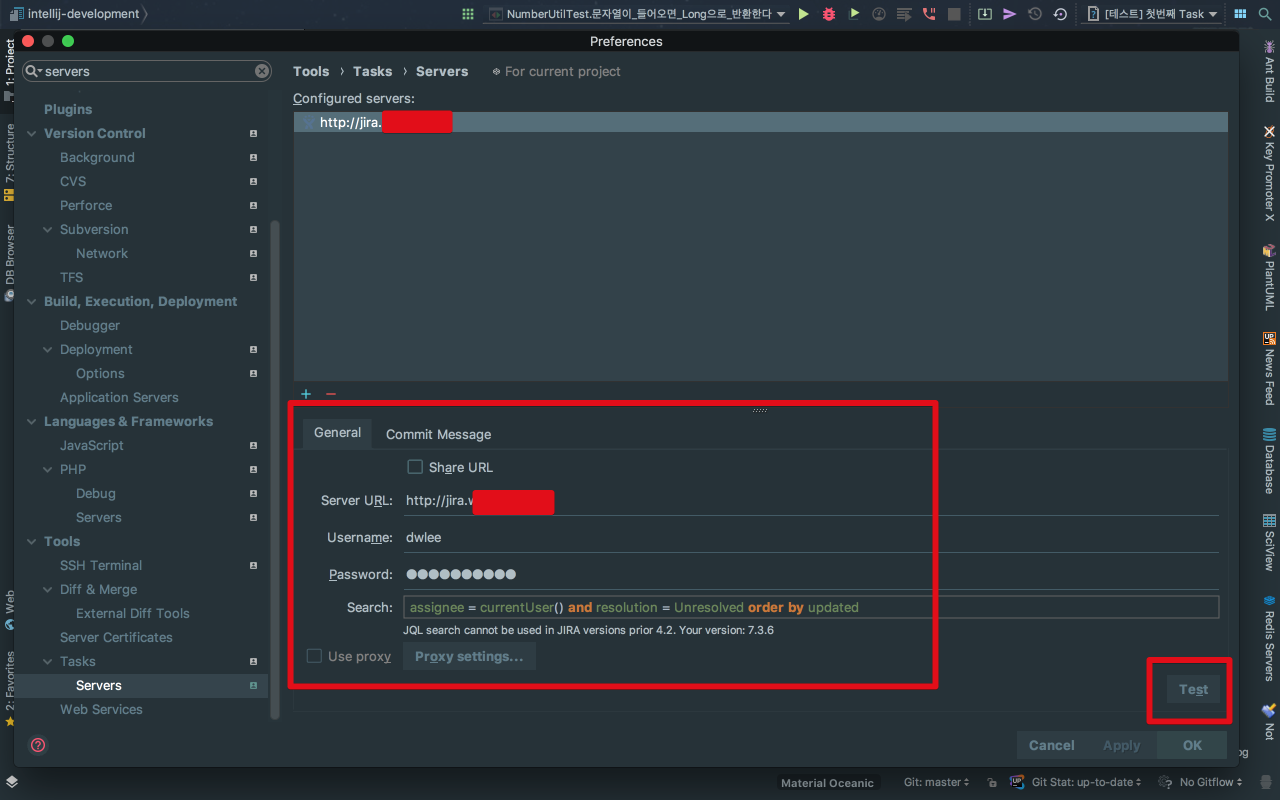 intellij-development
NumberUtilTest.문자열이_들어오면_Long으로_반환한다
[테스트] 첫번째 Task
Preferences
servers
Tools › Tasks › Servers
For current project
Configured servers:
http://jira.
Plugins
Version Control
Background
CVS
Perforce
Subversion
Network
TFS
Build, Execution, Deployment
Debugger
Deployment
Options
Application Servers
Languages & Frameworks
JavaScript
PHP
Debug
Servers
Tools
SSH Terminal
Diff & Merge
External Diff Tools
Server Certificates
Tasks
Servers
Web Services
General
Commit Message
Share URL
Server URL: http://jira.w
Username: dwlee
Password: ●●●●●●●●●●
Search: assignee = currentUser() and resolution = Unresolved order by updated
JQL search cannot be used in JIRA versions prior 4.2. Your version: 7.3.6
Use proxy
Proxy settings...
Test
Cancel
Apply
OK
1: Project
7: Structure
DB Browser
Web
2: Favorites
Ant Build
Key Promoter X
PlantUML
News Feed
Database
SciView
Redis Servers
Not
og
Material Oceanic
Git: master
Git Stat: up-to-date
No Gitflow